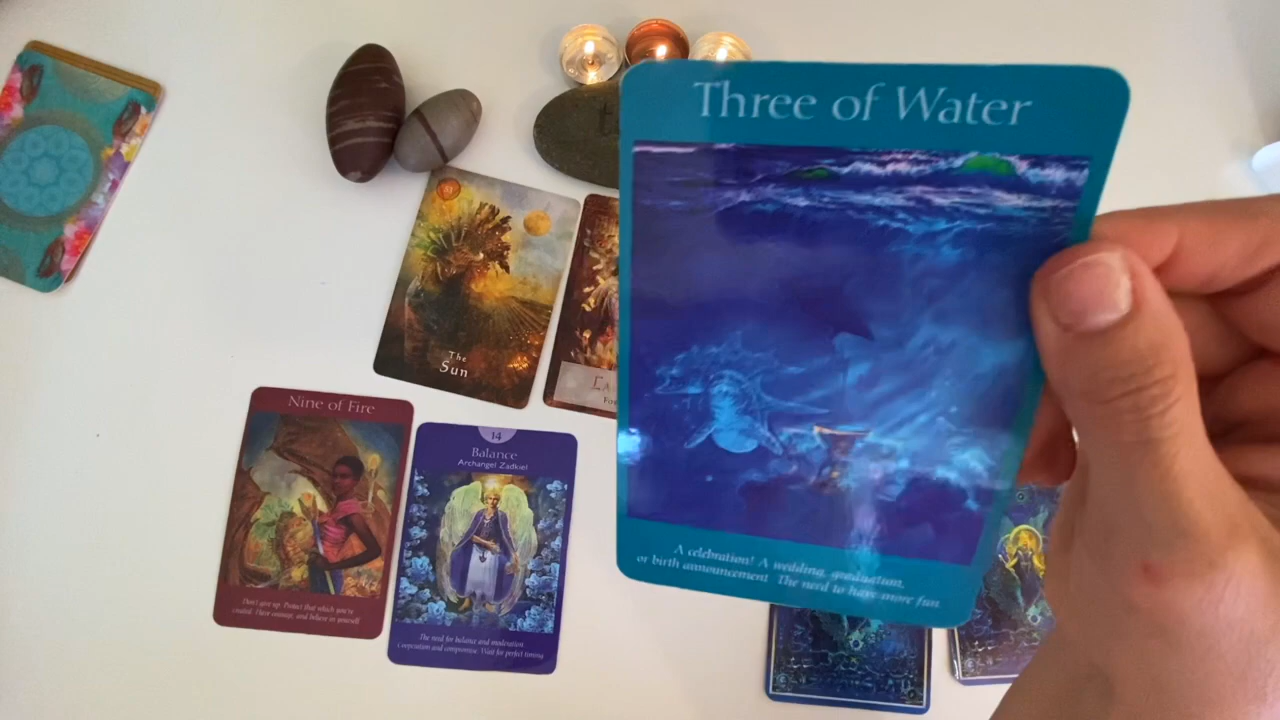 Three of Water
A celebration! A wedding, graduation,
or birth announcement. The need to have more fun.
The
Sun
Nine of Fire
Don't give up. Protect that which you've
created. Have courage, and believe in yourself.
14
Balance
Archangel Zadkiel
The need for balance and moderation.
Cooperation and compromise. Wait for perfect timing.